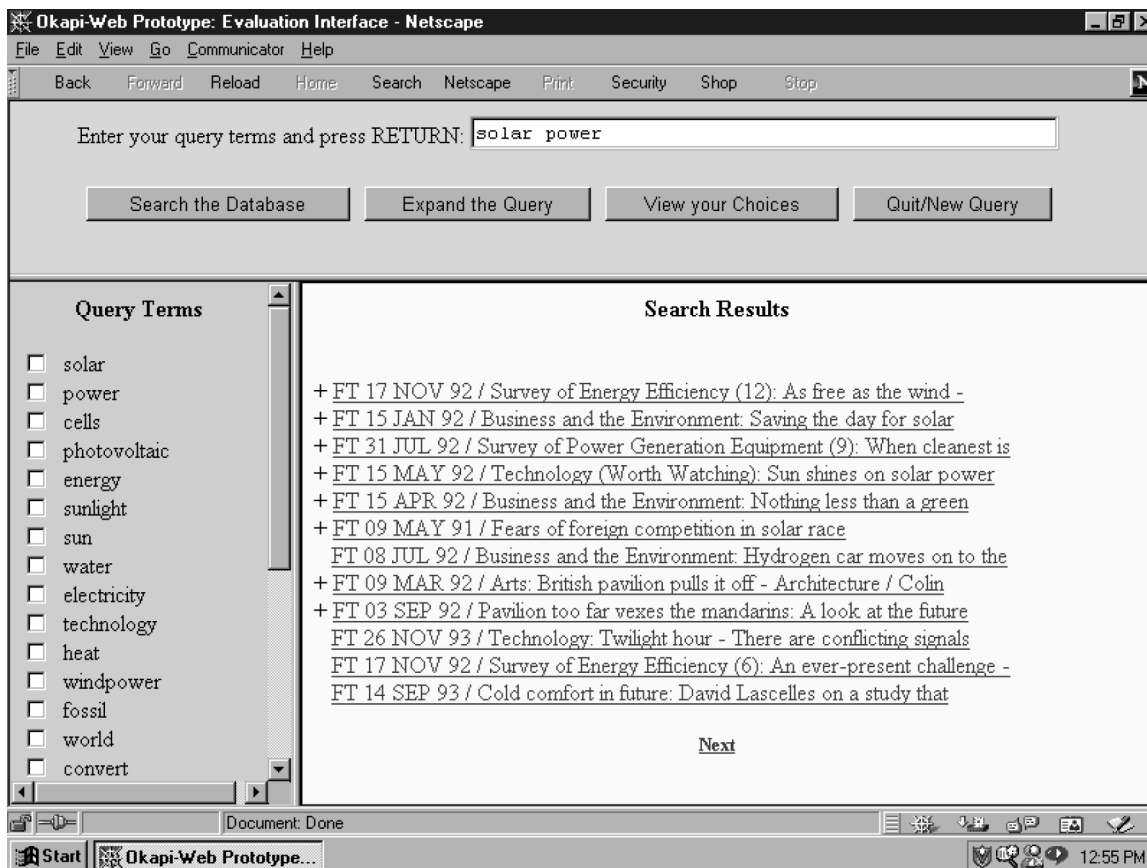 Okapi-Web Prototype: Evaluation Interface - Netscape
File Edit View Go Communicator Help
Back Forward Reload Home Search Netscape Print Security Shop Stop
N
Enter your query terms and press RETURN: solar power
Search the Database Expand the Query View your Choices Quit/New Query
Query Terms
solar
power
cells
photovoltaic
energy
sunlight
sun
water
electricity
technology
heat
windpower
fossil
world
convert
Search Results
+ FT 17 NOV 92 / Survey of Energy Efficiency (12): As free as the wind -
+ FT 15 JAN 92 / Business and the Environment: Saving the day for solar
+ FT 31 JUL 92 / Survey of Power Generation Equipment (9): When cleanest is
+ FT 15 MAY 92 / Technology (Worth Watching): Sun shines on solar power
+ FT 15 APR 92 / Business and the Environment: Nothing less than a green
+ FT 09 MAY 91 / Fears of foreign competition in solar race
FT 08 JUL 92 / Business and the Environment: Hydrogen car moves on to the
+ FT 09 MAR 92 / Arts: British pavilion pulls it off - Architecture / Colin
+ FT 03 SEP 92 / Pavilion too far vexes the mandarins: A look at the future
FT 26 NOV 93 / Technology: Twilight hour - There are conflicting signals
FT 17 NOV 92 / Survey of Energy Efficiency (6): An ever-present challenge -
FT 14 SEP 93 / Cold comfort in future: David Lascelles on a study that
Next
Document: Done
Start Okapi-Web Prototype... 12:55 PM